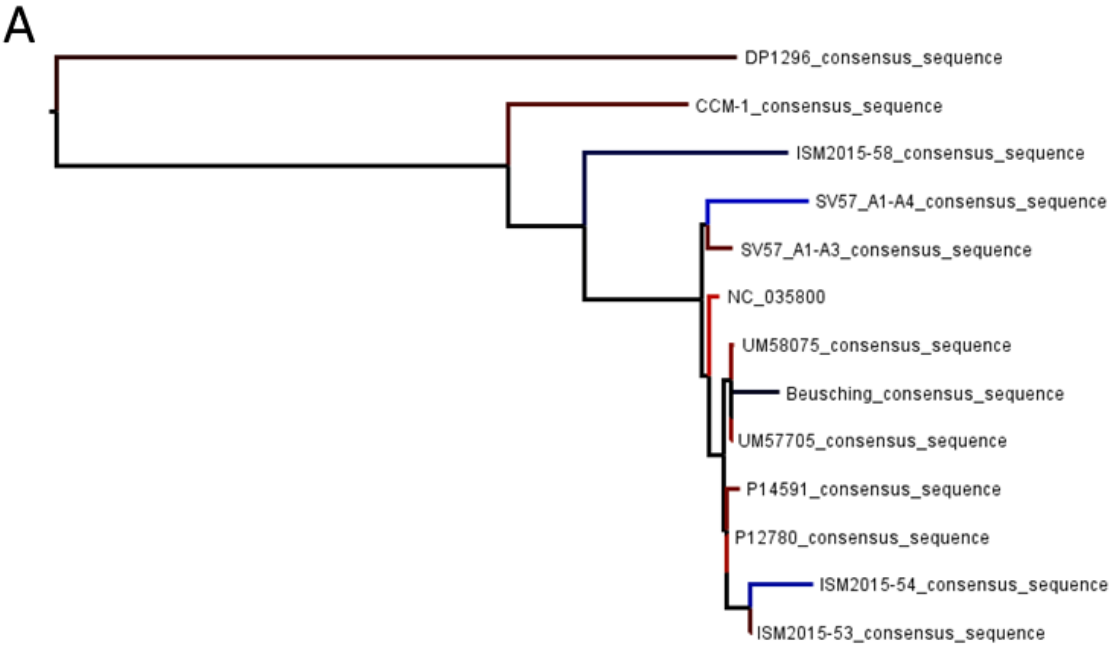 A
DP1296_consensus_sequence
CCM-1_consensus_sequence
ISM2015-58_consensus_sequence
SV57_A1-A4_consensus_sequence
SV57_A1-A3_consensus_sequence
NC_035800
UM58075_consensus_sequence
Beusching_consensus_sequence
UM57705_consensus_sequence
P14591_consensus_sequence
P12780_consensus_sequence
ISM2015-54_consensus_sequence
ISM2015-53_consensus_sequence